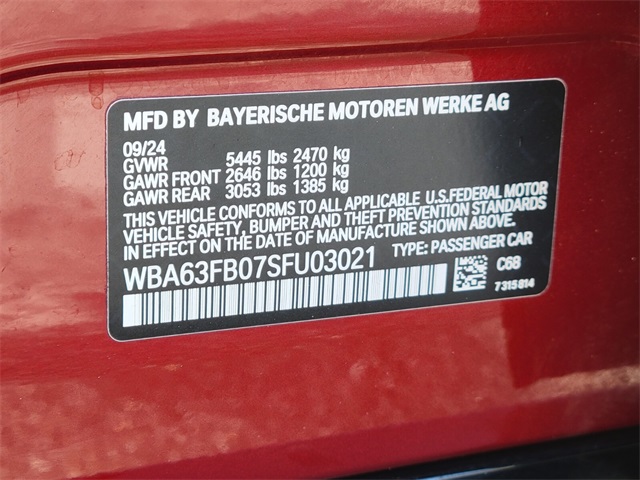 MFD BY BAYERISCHE MOTOREN WERKE AG
09/24
GVWR 5445 lbs 2470 kg
GAWR FRONT 2646 lbs 1200 kg
GAWR REAR 3053 lbs 1385 kg
THIS VEHICLE CONFORMS TO ALL APPLICABLE U.S.FEDERAL MOTOR
VEHICLE SAFETY, BUMPER AND THEFT PREVENTION STANDARDS
IN EFFECT ON THE DATE OF MANUFACTURE SHOWN ABOVE.
WBA63FB07SFU03021 TYPE: PASSENGER CAR
C68
7315814